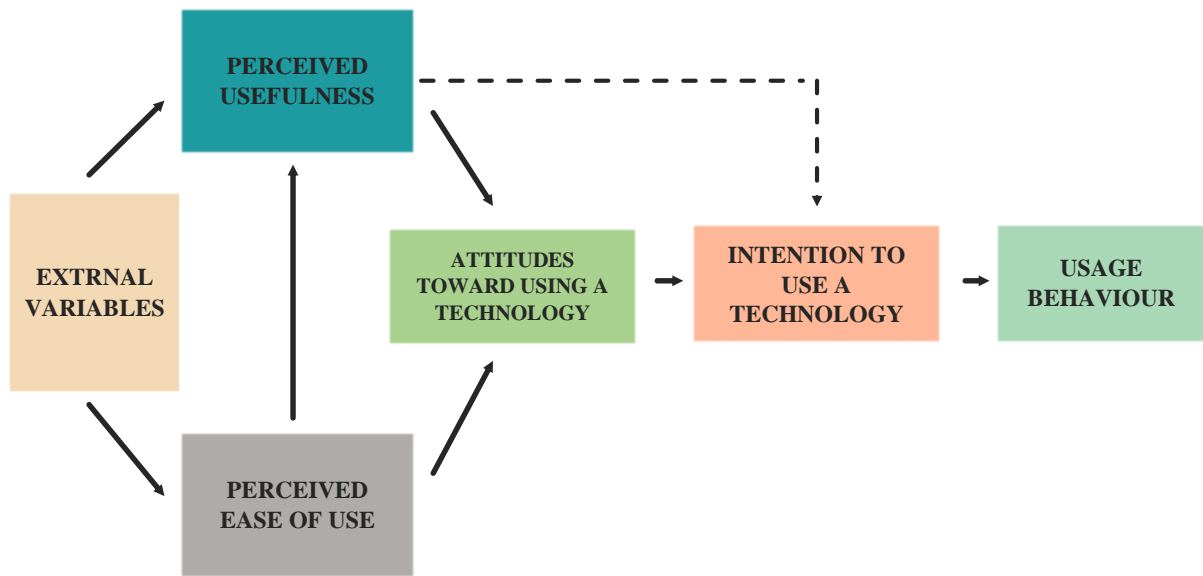 PERCEIVED
USEFULNESS
EXTRNAL
VARIABLES
ATTITUDES
TOWARD USING A
TECHNOLOGY
INTENTION TO
USE A
TECHNOLOGY
USAGE
BEHAVIOUR
PERCEIVED
EASE OF USE